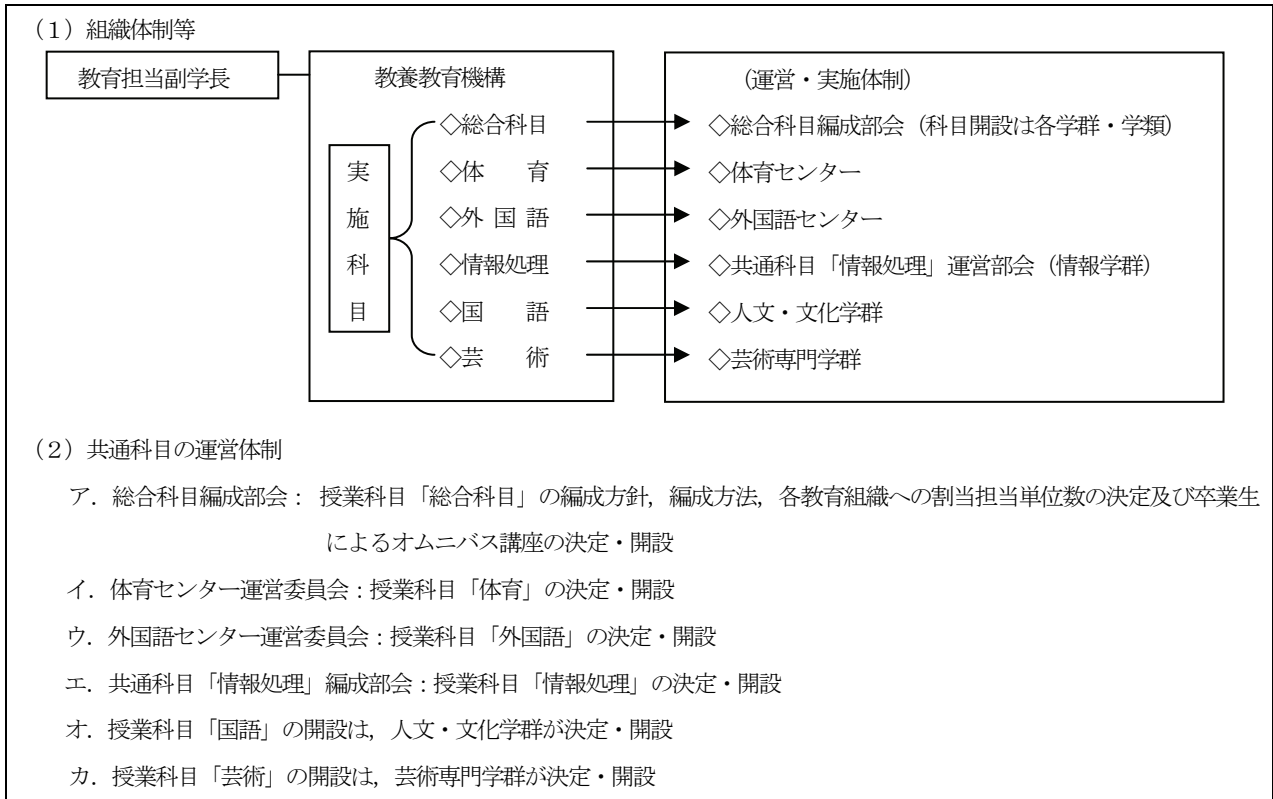 （１）組織体制等
教育担当副学長
教養教育機構
（運営・実施体制）
実施科目
◇総合科目
◇総合科目編成部会（科目開設は各学群・学類）
◇体　育
◇体育センター
◇外国語
◇外国語センター
◇情報処理
◇共通科目「情報処理」運営部会（情報学群）
◇国　語
◇人文・文化学群
◇芸　術
◇芸術専門学群
（２）共通科目の運営体制
ア．総合科目編成部会： 授業科目「総合科目」の編成方針，編成方法，各教育組織への割当担当単位数の決定及び卒業生
によるオムニバス講座の決定・開設
イ．体育センター運営委員会：授業科目「体育」の決定・開設
ウ．外国語センター運営委員会：授業科目「外国語」の決定・開設
エ．共通科目「情報処理」編成部会：授業科目「情報処理」の決定・開設
オ．授業科目「国語」の開設は，人文・文化学群が決定・開設
カ．授業科目「芸術」の開設は，芸術専門学群が決定・開設